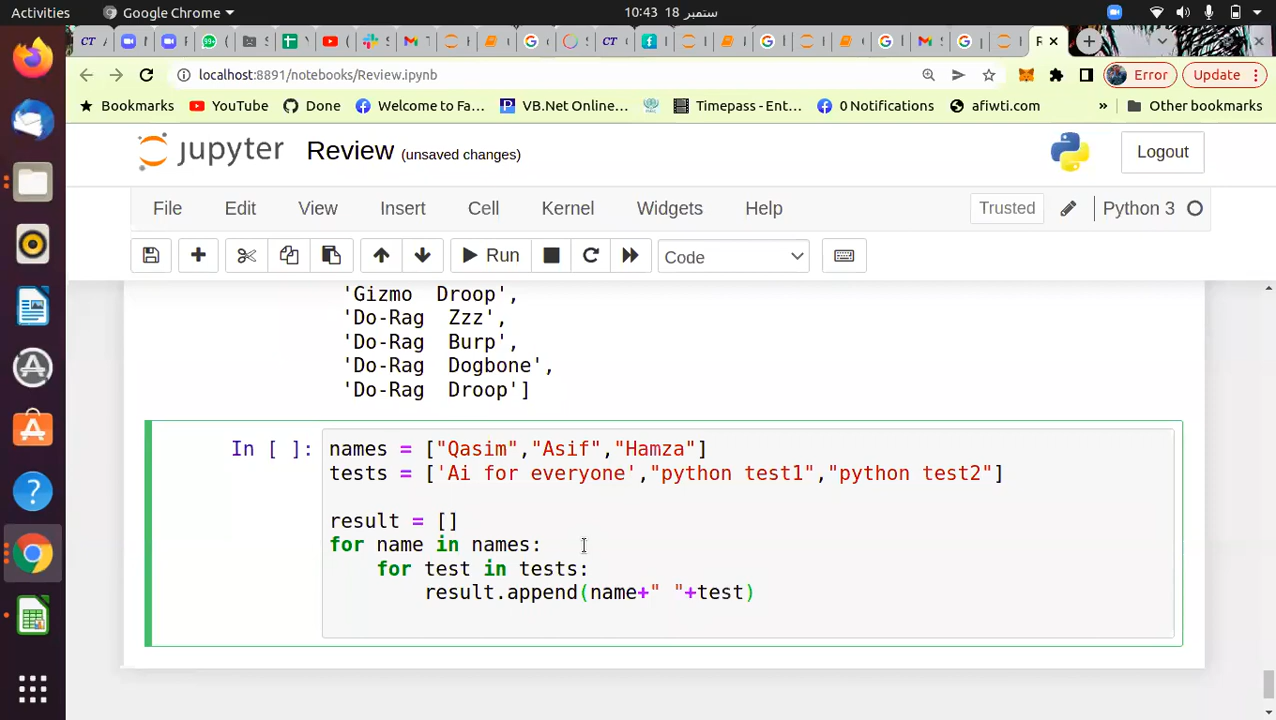 Activities
Google Chrome
10:43 18 ستمبر
Error
Update
localhost:8891/notebooks/Review.ipynb
Bookmarks
YouTube
Done
Welcome to Fa...
VB.Net Online...
Timepass - Ent...
0 Notifications
afiwti.com
»
Other bookmarks
jupyter
Review (unsaved changes)
Logout
File
Edit
View
Insert
Cell
Kernel
Widgets
Help
Trusted
Python 3
Run
Code
'Gizmo  Droop',
'Do-Rag  Zzz',
'Do-Rag  Burp',
'Do-Rag  Dogbone',
'Do-Rag  Droop']
In [ ]:
names = ["Qasim","Asif","Hamza"]
tests = ['Ai for everyone',"python test1","python test2"]
result = []
for name in names:
    for test in tests:
        result.append(name+" "+test)